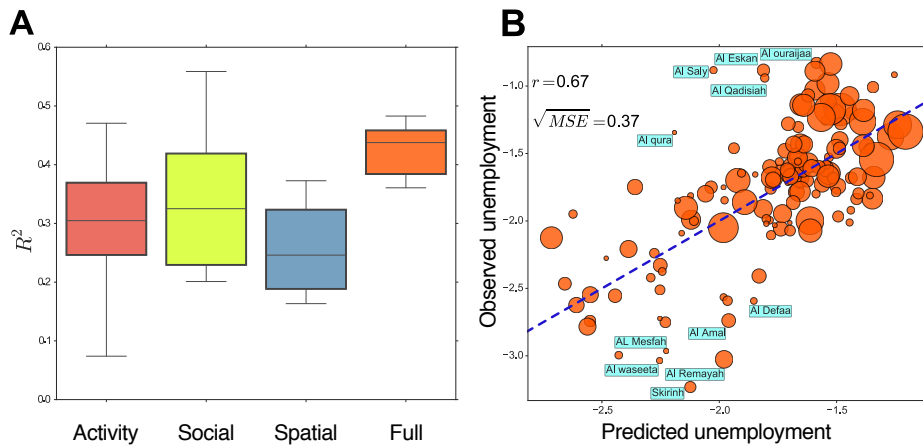 A
B
0.6
0.5
0.4
0.3
0.2
0.1
0.0
R²
Activity
Social
Spatial
Full
−1.0
−1.5
−2.0
−2.5
−3.0
Observed unemployment
r = 0.67
√MSE = 0.37
Al ouraijaa
Al Eskan
Al Saly
Al Qadisiah
Al qura
Al Defaa
Al Amal
AL Mesfah
Al waseeta
Al Remayah
Skirinh
−2.5
−2.0
−1.5
Predicted unemployment